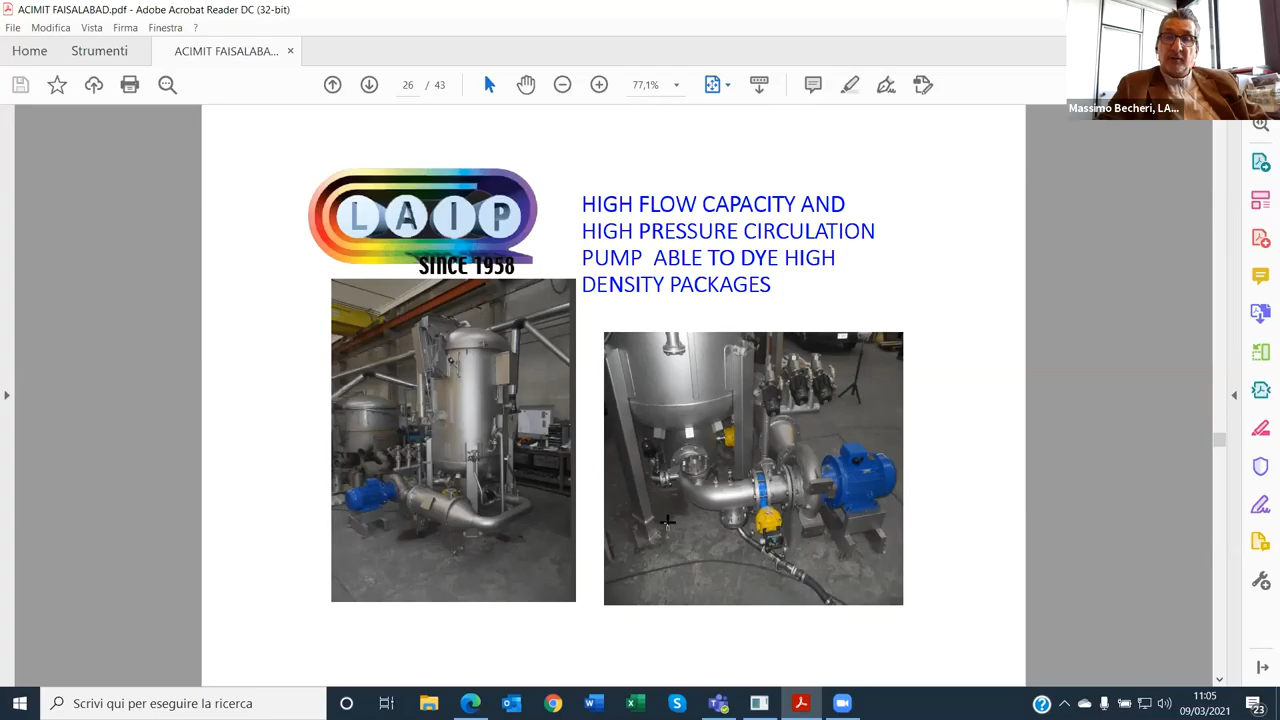 ACIMIT FAISALABAD.pdf - Adobe Acrobat Reader DC (32-bit)
File Modifica Vista Firma Finestra ?
Home Strumenti ACIMIT FAISALABA... ×
26 / 43 77,1%
Massimo Becheri, LA...
LAIP
SINCE 1958
HIGH FLOW CAPACITY AND
HIGH PRESSURE CIRCULATION
PUMP ABLE TO DYE HIGH
DENSITY PACKAGES
Scrivi qui per eseguire la ricerca
11:05
09/03/2021
23